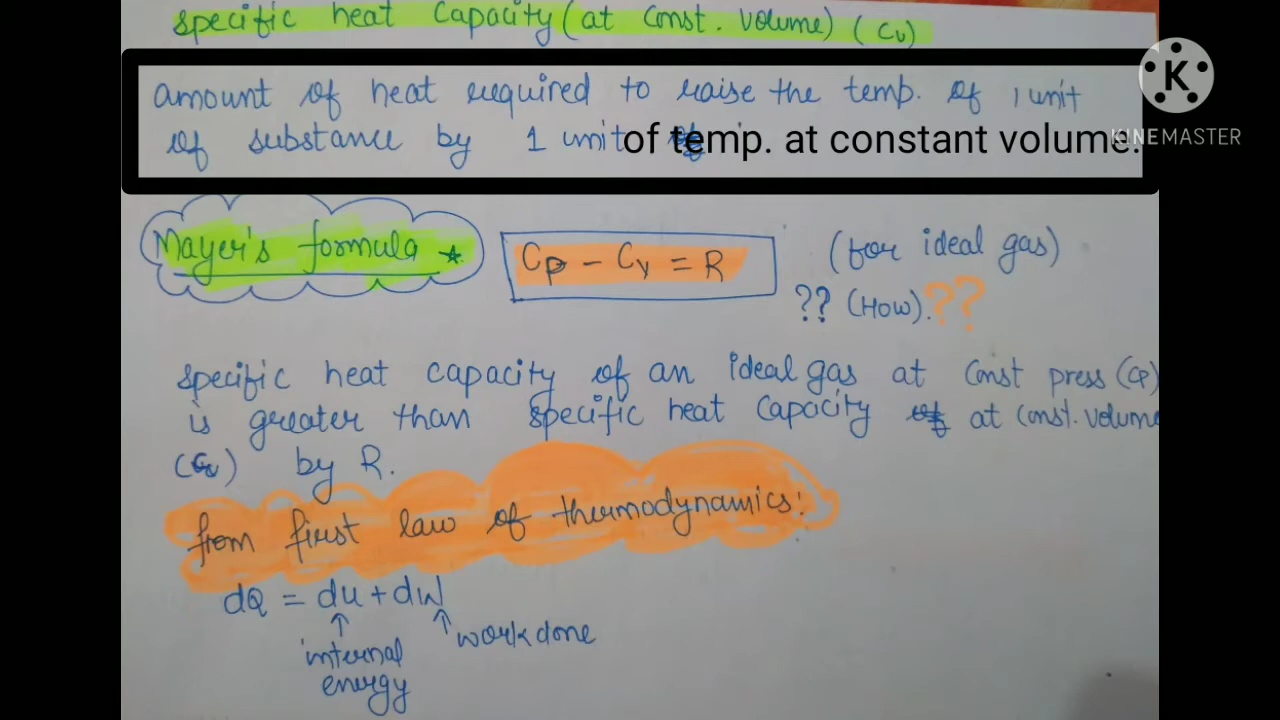 specific heat capacity (at const. volume) (Cv)
amount of heat required to raise the temp. of 1 unit
of substance by 1 unit of temp. at constant volume.
K
KINEMASTER
Mayer's formula ★
Cp - Cv = R
(for ideal gas)
?? (How).??
specific heat capacity of an ideal gas at const press (CP)
is greater than specific heat capacity at const. volume
(Cv) by R.
from first law of thermodynamics:
dQ = du + dW
↑ ↑ work done
internal
energy